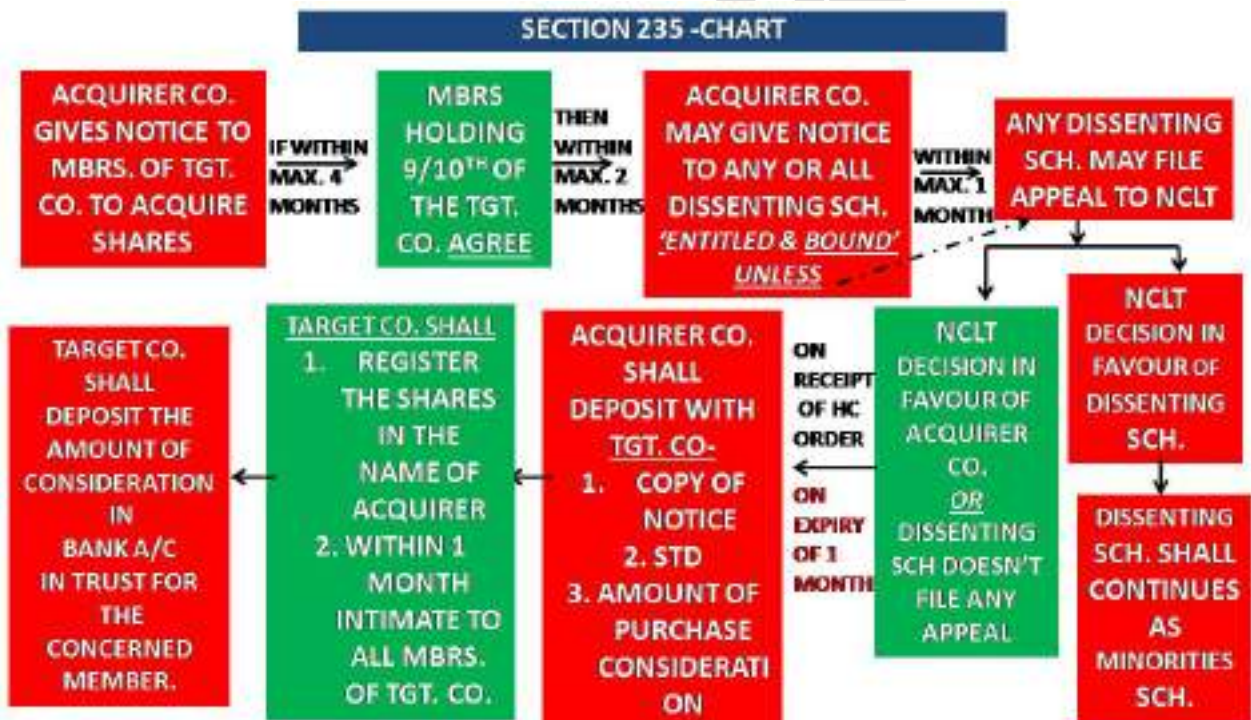 SECTION 235 -CHART
ACQUIRER CO.
GIVES NOTICE TO
MBRS. OF TGT.
CO. TO ACQUIRE
SHARES
IF WITHIN
MAX. 4
MONTHS
MBRS
HOLDING
9/10TH OF
THE TGT.
CO. AGREE
THEN
WITHIN
MAX. 2
MONTHS
ACQUIRER CO.
MAY GIVE NOTICE
TO ANY OR ALL
DISSENTING SCH.
'ENTITLED & BOUND'
UNLESS
WITHIN
MAX. 1
MONTH
ANY DISSENTING
SCH. MAY FILE
APPEAL TO NCLT
NCLT
DECISION IN
FAVOUR OF
DISSENTING
SCH.
DISSENTING
SCH. SHALL
CONTINUES
AS
MINORITIES
SCH.
NCLT
DECISION IN
FAVOUR OF
ACQUIRER
CO.
OR
DISSENTING
SCH DOESN'T
FILE ANY
APPEAL
ON
RECEIPT
OF HC
ORDER
ON
EXPIRY
OF 1
MONTH
ACQUIRER CO.
SHALL
DEPOSIT WITH
TGT. CO-
1. COPY OF
NOTICE
2. STD
3. AMOUNT OF
PURCHASE
CONSIDERATI
ON
TARGET CO. SHALL
1. REGISTER
THE SHARES
IN THE
NAME OF
ACQUIRER
2. WITHIN 1
MONTH
INTIMATE TO
ALL MBRS.
OF TGT. CO.
TARGET CO.
SHALL
DEPOSIT THE
AMOUNT OF
CONSIDERATION
IN
BANK A/C
IN TRUST FOR
THE
CONCERNED
MEMBER.